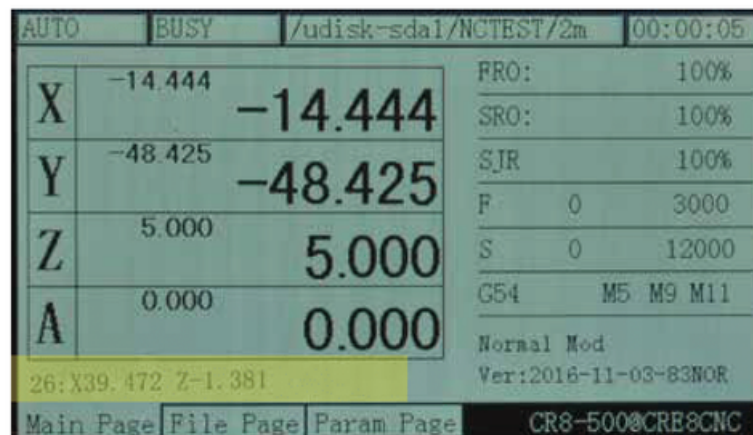 AUTO BUSY /udisk-sda1/NCTEST/2m 00:00:05
X -14.444 -14.444
Y -48.425 -48.425
Z 5.000 5.000
A 0.000 0.000
FRO: 100%
SRO: 100%
SJR 100%
F 0 3000
S 0 12000
G54 M5 M9 M11
Normal Mod
Ver:2016-11-03-83NOR
26:X39.472 Z-1.381
Main Page File Page Param Page CR8-500@CRE8CNC